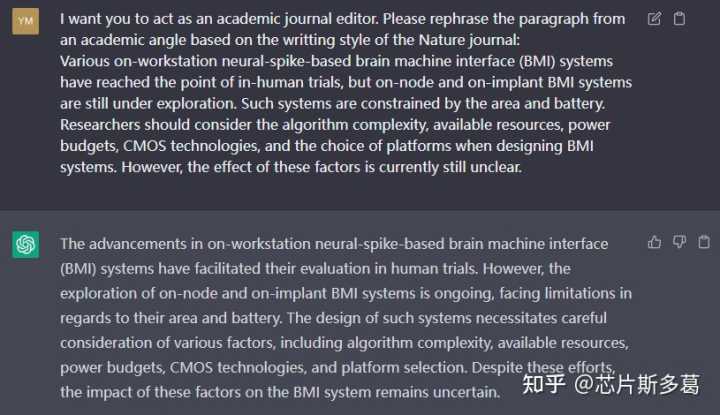 YM
I want you to act as an academic journal editor. Please rephrase the paragraph from
an academic angle based on the writting style of the Nature journal:
Various on-workstation neural-spike-based brain machine interface (BMI) systems
have reached the point of in-human trials, but on-node and on-implant BMI systems
are still under exploration. Such systems are constrained by the area and battery.
Researchers should consider the algorithm complexity, available resources, power
budgets, CMOS technologies, and the choice of platforms when designing BMI
systems. However, the effect of these factors is currently still unclear.
The advancements in on-workstation neural-spike-based brain machine interface
(BMI) systems have facilitated their evaluation in human trials. However, the
exploration of on-node and on-implant BMI systems is ongoing, facing limitations in
regards to their area and battery. The design of such systems necessitates careful
consideration of various factors, including algorithm complexity, available resources,
power budgets, CMOS technologies, and platform selection. Despite these efforts,
the impact of these factors on the BMI system remains uncertain.
知乎 @芯片斯多葛